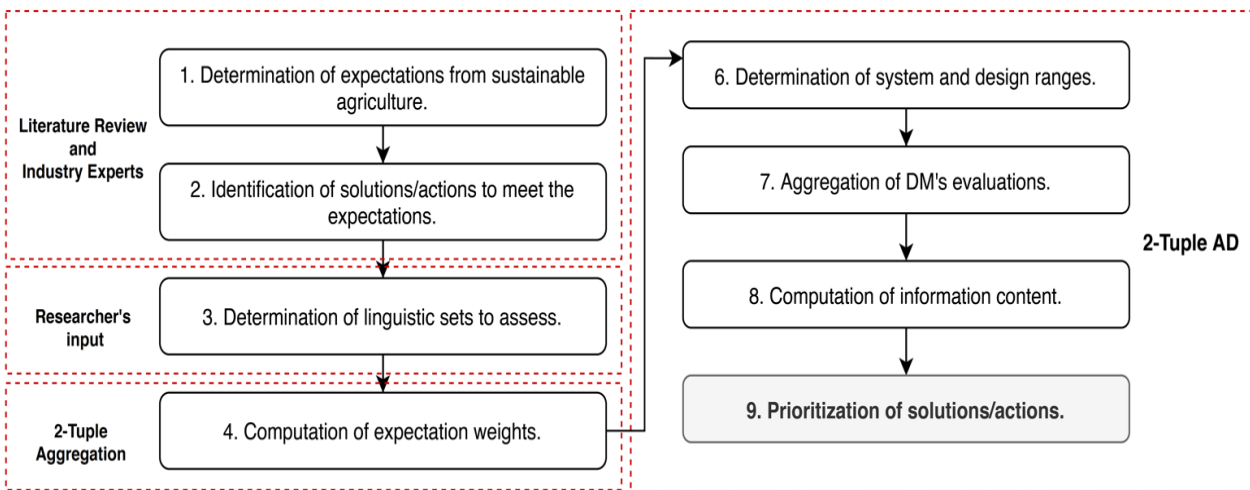 Literature Review
and
Industry Experts
1. Determination of expectations from sustainable
agriculture.
2. Identification of solutions/actions to meet the
expectations.
Researcher's
input
3. Determination of linguistic sets to assess.
2-Tuple
Aggregation
4. Computation of expectation weights.
6. Determination of system and design ranges.
7. Aggregation of DM's evaluations.
8. Computation of information content.
9. Prioritization of solutions/actions.
2-Tuple AD